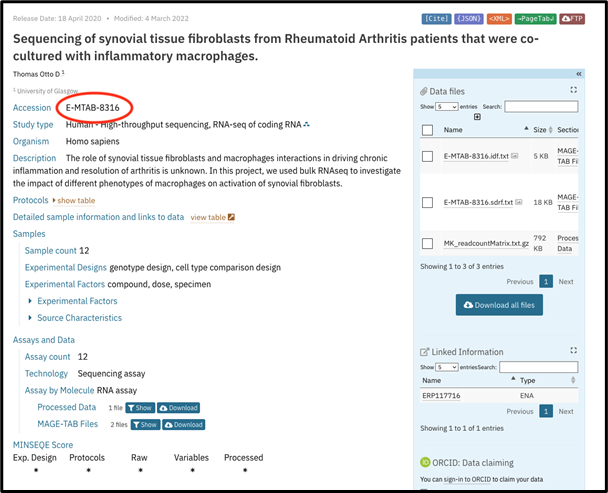 Release Date: 18 April 2020 • Modified: 4 March 2022
[Cite] {JSON} <XML> →PageTab↲ FTP
Sequencing of synovial tissue fibroblasts from Rheumatoid Arthritis patients that were co-
cultured with inflammatory macrophages.
Thomas Otto D 1
1 University of Glasgow
Accession E-MTAB-8316
Study type Human - High-throughput sequencing, RNA-seq of coding RNA
Organism Homo sapiens
Description The role of synovial tissue fibroblasts and macrophages interactions in driving chronic
inflammation and resolution of arthritis is unknown. In this project, we used bulk RNAseq to investigate
the impact of different phenotypes of macrophages on activation of synovial fibroblasts.
Protocols show table
Detailed sample information and links to data view table
Samples
Sample count 12
Experimental Designs genotype design, cell type comparison design
Experimental Factors compound, dose, specimen
Experimental Factors
Source Characteristics
Assays and Data
Assay count 12
Technology Sequencing assay
Assay by Molecule RNA assay
Processed Data 1 file Show Download
MAGE-TAB Files 2 files Show Download
MINSEQE Score
Exp. Design Protocols Raw Variables Processed
* * * * *
«
Data files
Show 5 entries Search:
Name Size Section
E-MTAB-8316.idf.txt 5 KB MAGE-
TAB Fi
E-MTAB-8316.sdrf.txt 18 KB MAGE-
TAB Fi
MK_readcountMatrix.txt.gz 792
KB Proces
Data
Showing 1 to 3 of 3 entries
Previous 1 Next
Download all files
Linked Information
Show 5 entriesSearch:
Name Type
ERP117716 ENA
Previous 1 Next
Showing 1 to 1 of 1 entries
ORCID: Data claiming
You can sign-in to ORCID to claim your data